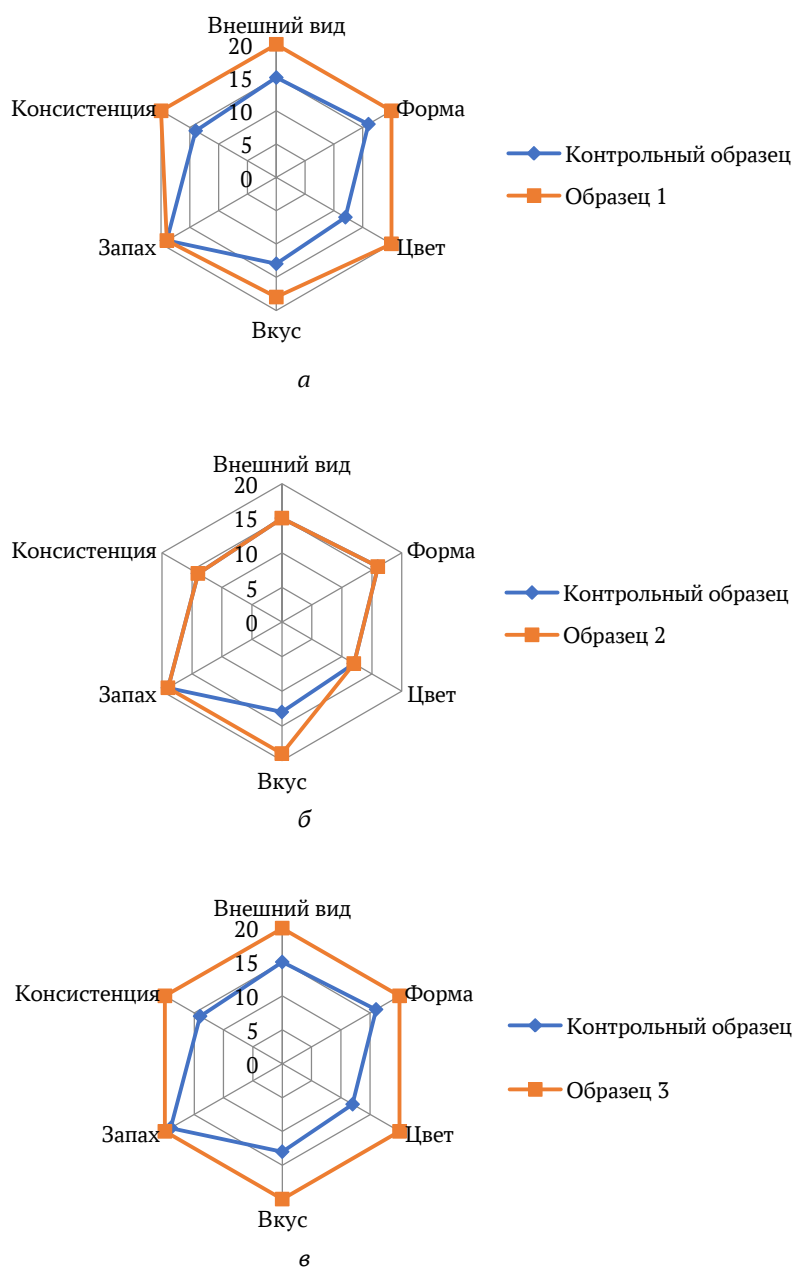 Внешний вид
20
15
10
5
0
Консистенция
Форма
Запах
Цвет
Вкус
Контрольный образец
Образец 1
а
Внешний вид
20
15
10
5
0
Консистенция
Форма
Запах
Цвет
Вкус
Контрольный образец
Образец 2
б
Внешний вид
20
15
10
5
0
Консистенция
Форма
Запах
Цвет
Вкус
Контрольный образец
Образец 3
в